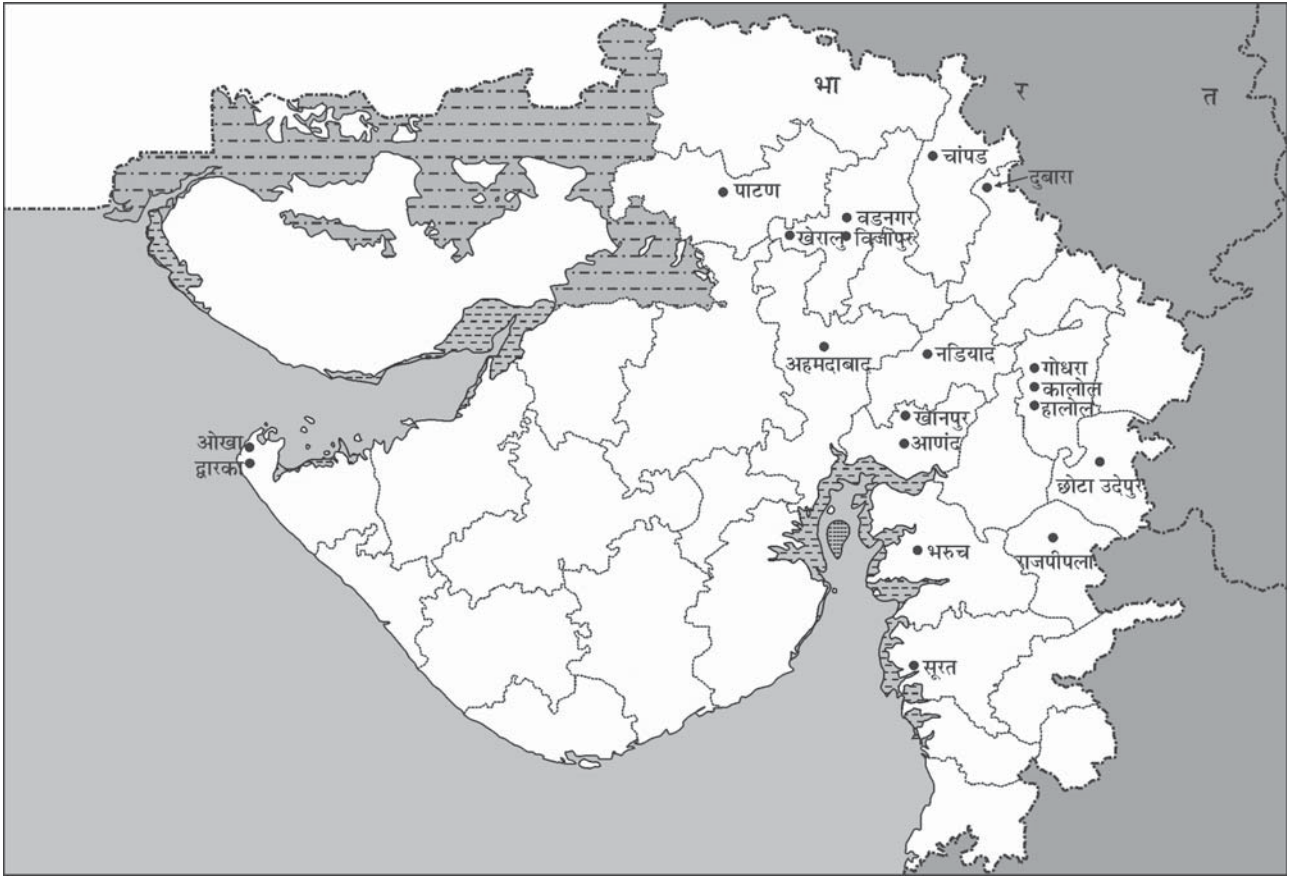 भा र त
चांपड
दुबारा
पाटण
वडनगर
खेरालु विजीपुर
अहमदाबाद
नडियाद
गोधरा
कालोल
हालोल
खानपुर
आणंद
ओखा
द्वारका
छोटा उदेपुर
भरुच
राजपीपला
सूरत